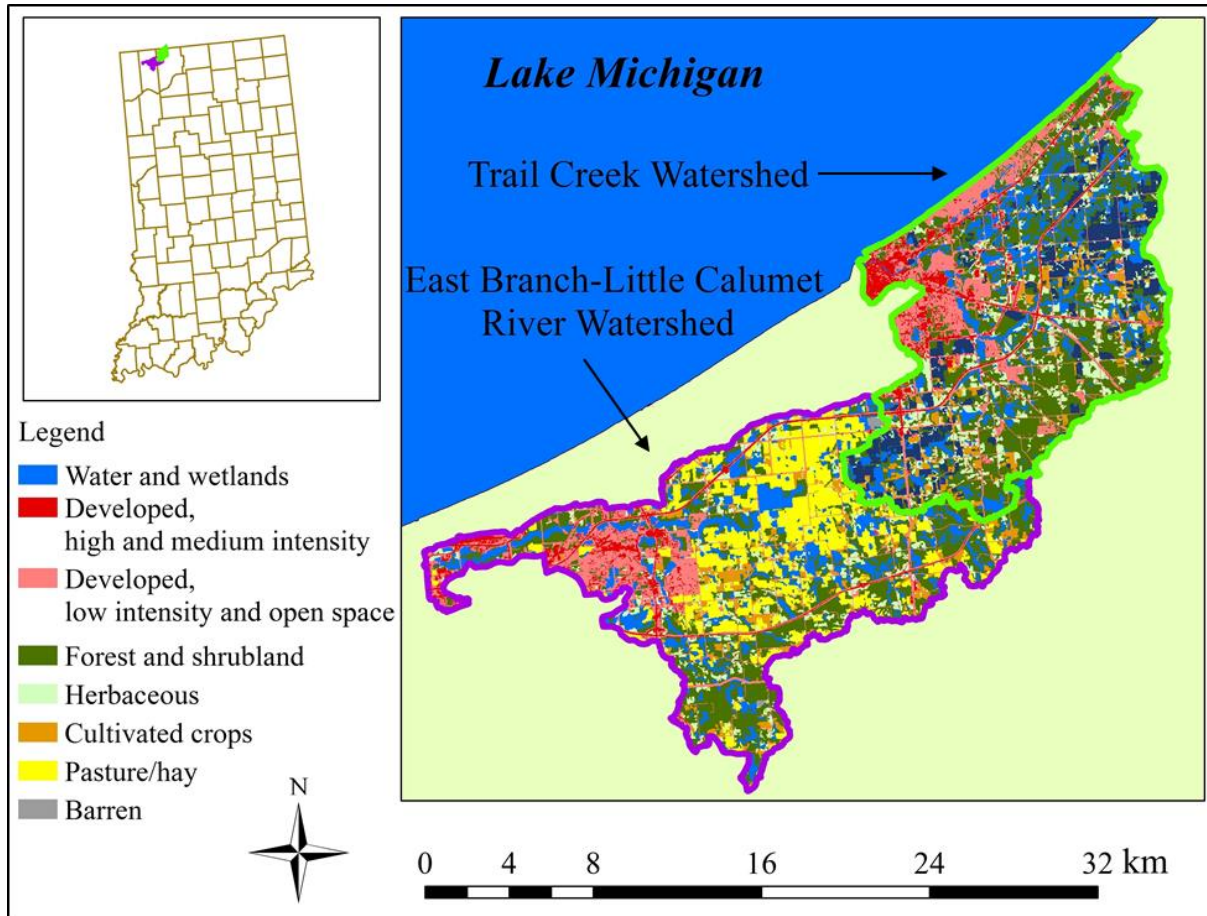 Lake Michigan
Trail Creek Watershed
East Branch-Little Calumet
River Watershed
Legend
Water and wetlands
Developed,
high and medium intensity
Developed,
low intensity and open space
Forest and shrubland
Herbaceous
Cultivated crops
Pasture/hay
Barren
N
0 4 8 16 24 32 km